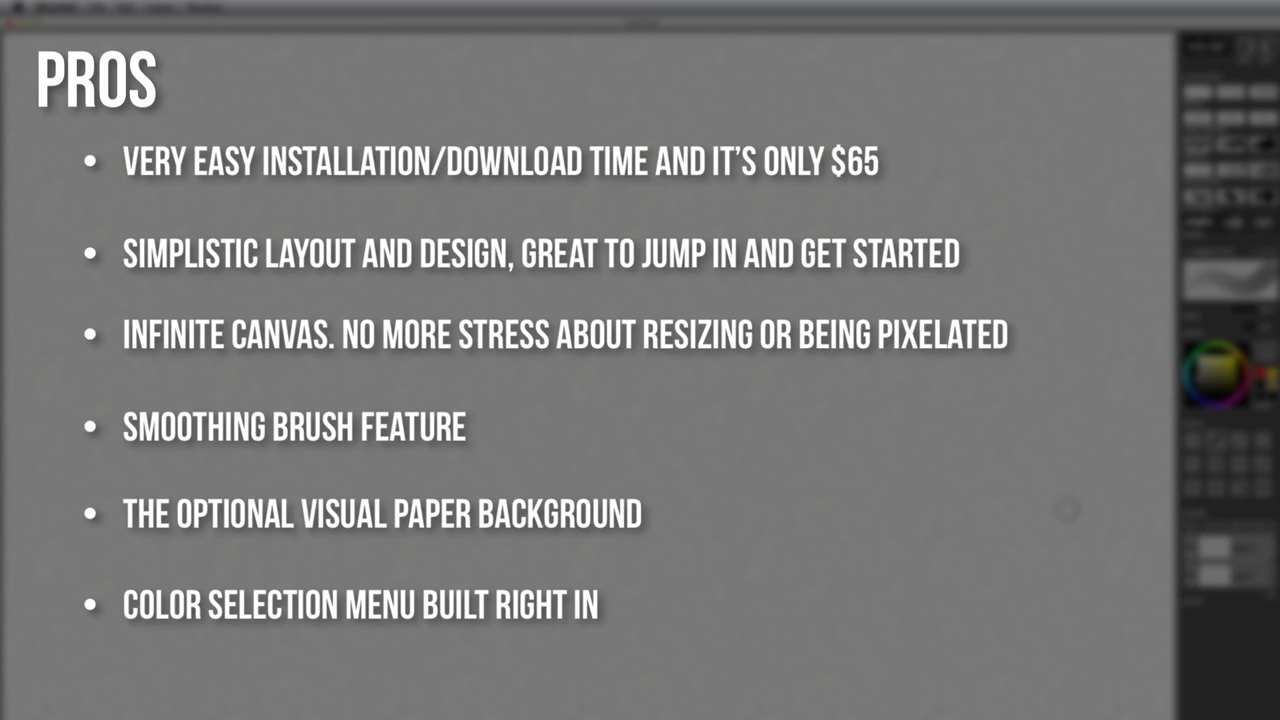 PROS
• VERY EASY INSTALLATION/DOWNLOAD TIME AND IT'S ONLY $65
• SIMPLISTIC LAYOUT AND DESIGN, GREAT TO JUMP IN AND GET STARTED
• INFINITE CANVAS. NO MORE STRESS ABOUT RESIZING OR BEING PIXELATED
• SMOOTHING BRUSH FEATURE
• THE OPTIONAL VISUAL PAPER BACKGROUND
• COLOR SELECTION MENU BUILT RIGHT IN